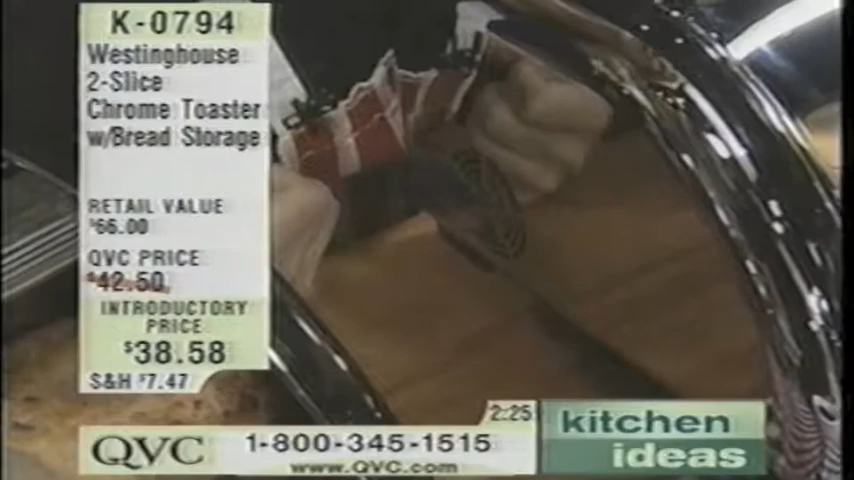 K-0794
Westinghouse
2-Slice
Chrome Toaster
w/Bread Storage
RETAIL VALUE
$66.00
QVC PRICE
$42.50
INTRODUCTORY
PRICE
$38.58
S&H $7.47
2:25
QVC
1-800-345-1515
www.QVC.com
kitchen
ideas